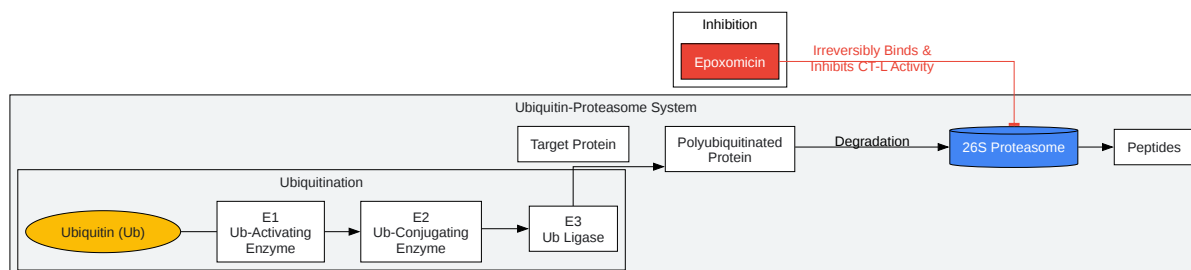 Inhibition
Epoxomicin
Irreversibly Binds &
Inhibits CT-L Activity
Ubiquitin-Proteasome System
Target Protein
Polyubiquitinated
Protein
Degradation
26S Proteasome
Peptides
Ubiquitination
Ubiquitin (Ub)
E1
Ub-Activating
Enzyme
E2
Ub-Conjugating
Enzyme
E3
Ub Ligase